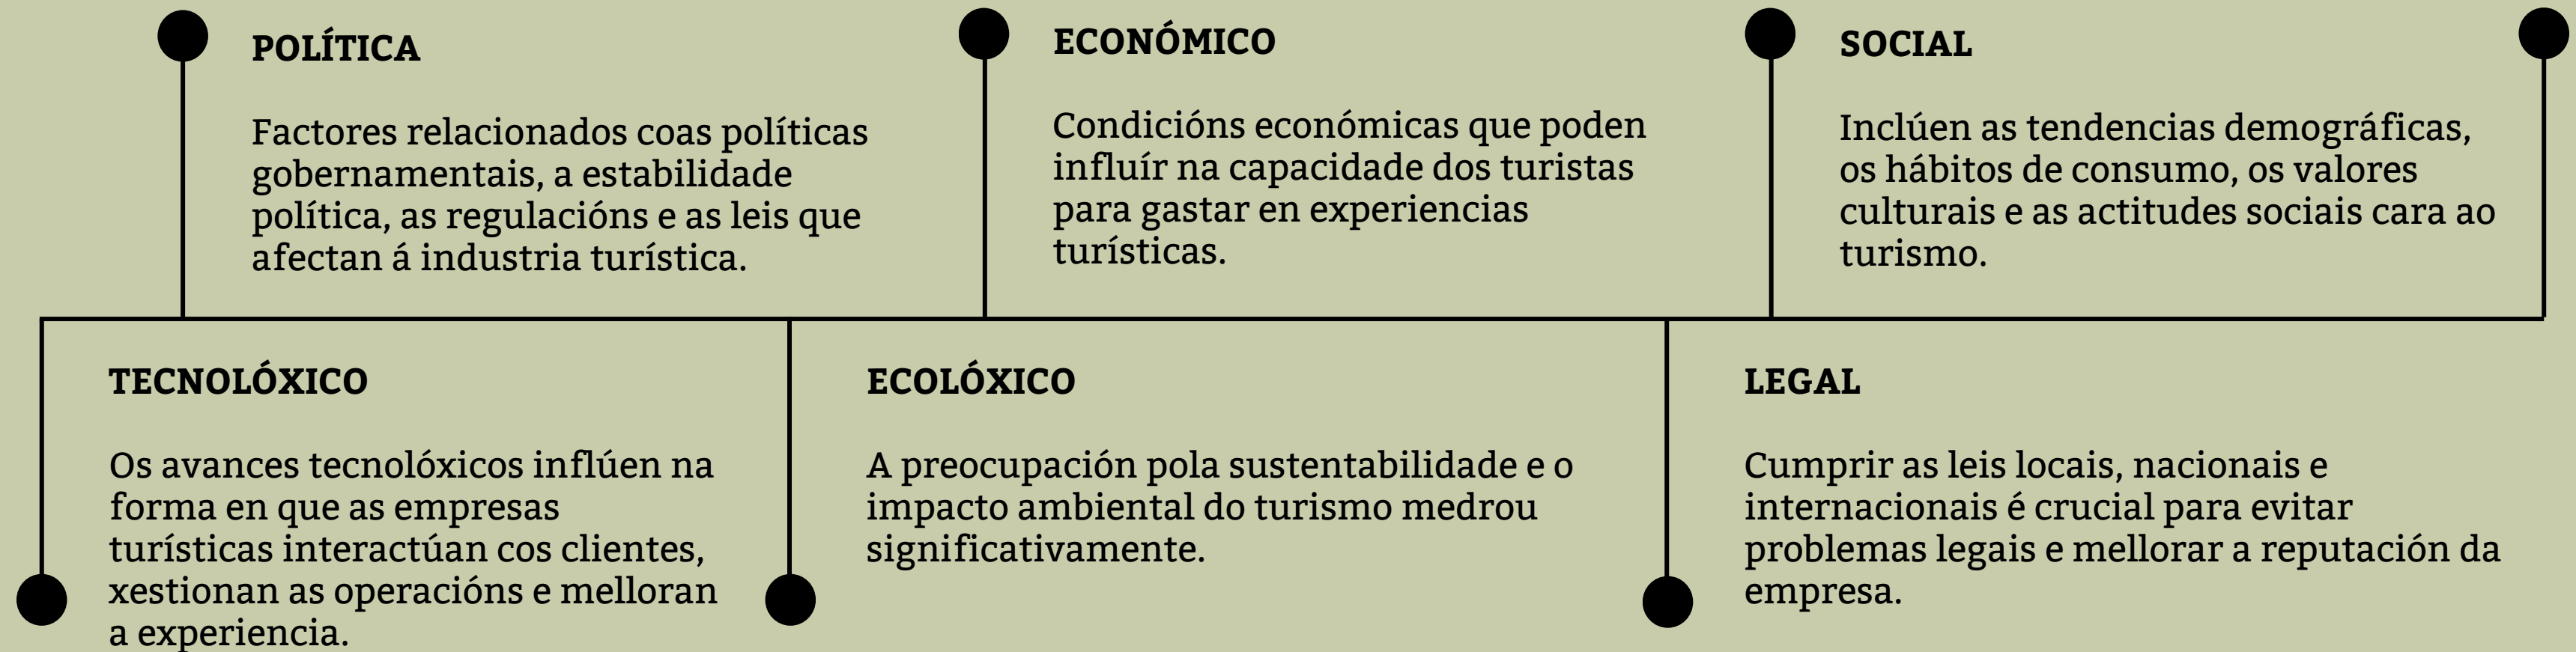 POLÍTICA
Factores relacionados coas políticas
gobernamentais, a estabilidade
política, as regulacións e as leis que
afectan á industria turística.
ECONÓMICO
Condicións económicas que poden
influír na capacidade dos turistas
para gastar en experiencias
turísticas.
SOCIAL
Inclúen as tendencias demográficas,
os hábitos de consumo, os valores
culturais e as actitudes sociais cara ao
turismo.
TECNOLÓXICO
Os avances tecnolóxicos inflúen na
forma en que as empresas
turísticas interactúan cos clientes,
xestionan as operacións e melloran
a experiencia.
ECOLÓXICO
A preocupación pola sustentabilidade e o
impacto ambiental do turismo medrou
significativamente.
LEGAL
Cumprir as leis locais, nacionais e
internacionais é crucial para evitar
problemas legais e mellorar a reputación da
empresa.